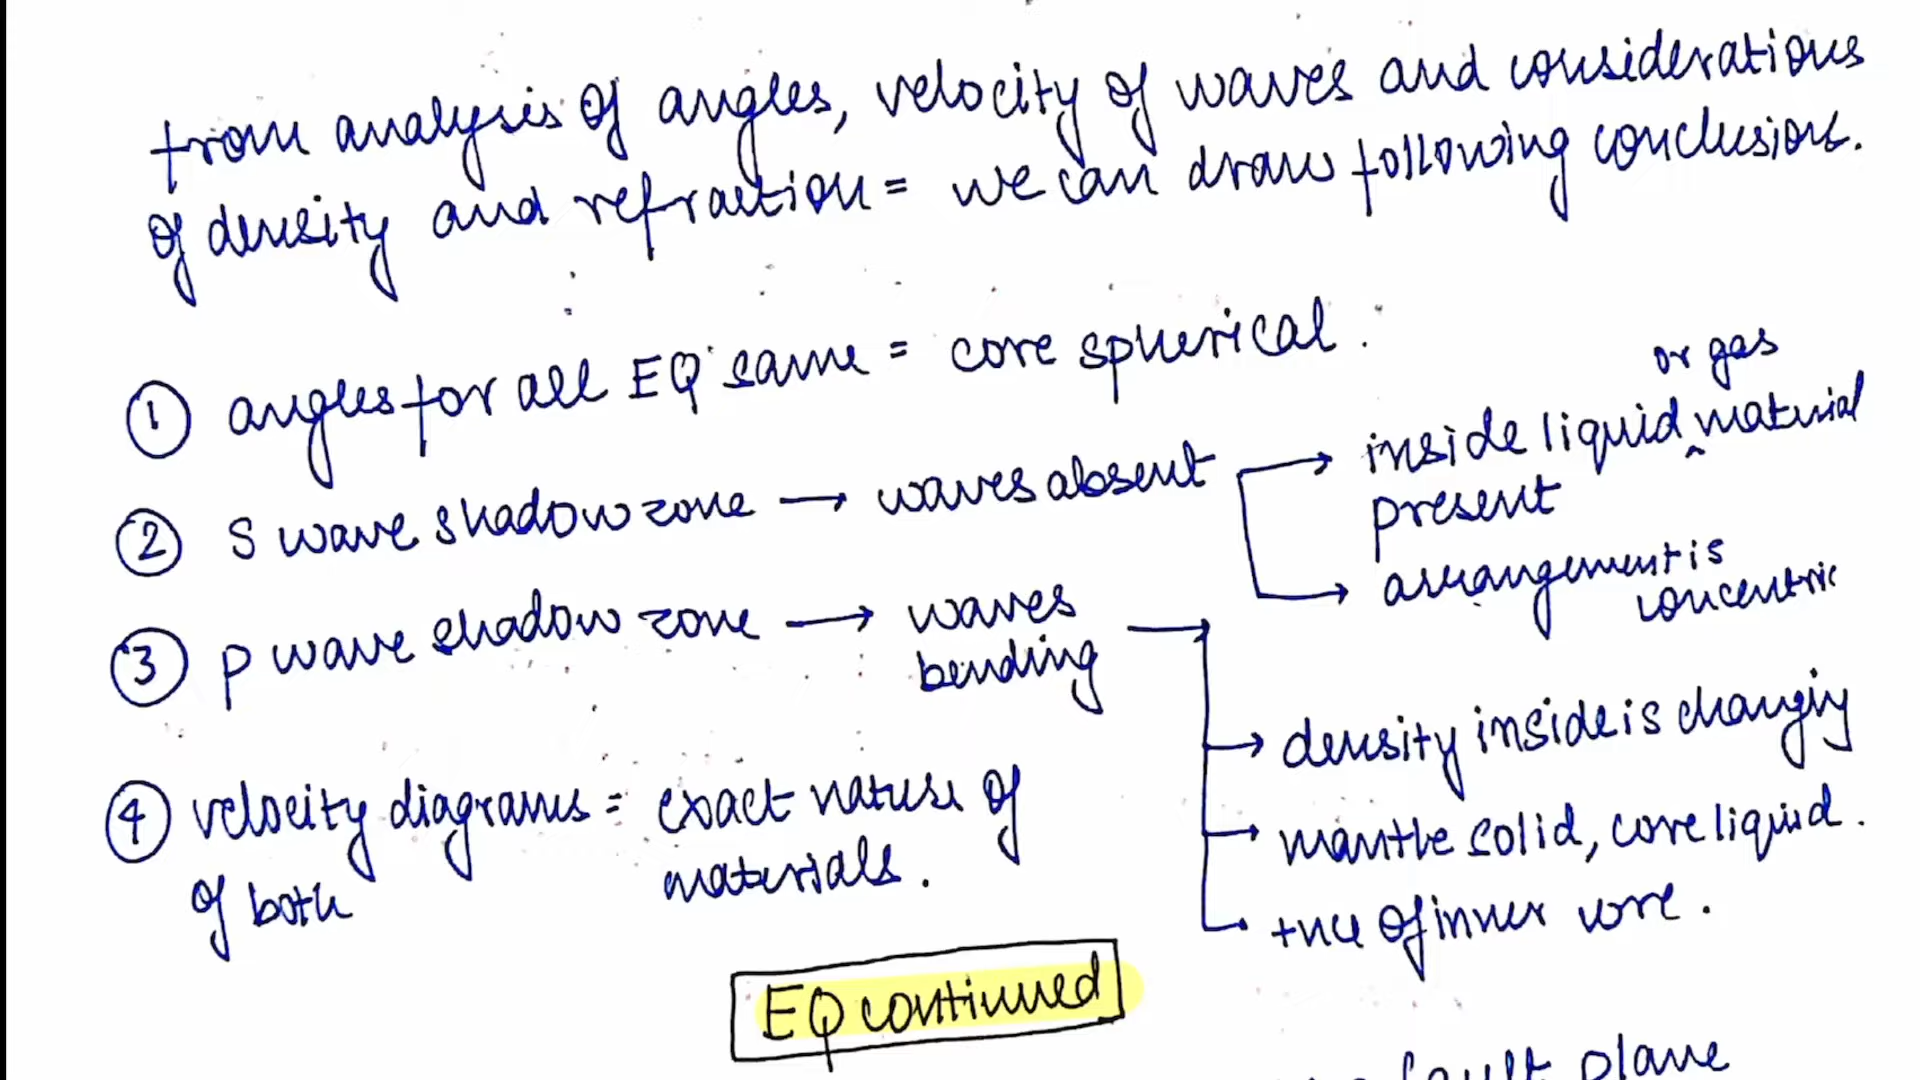 from analysis of angles, velocity of waves and considerations
of density and refraction = we can draw following conclusions.
① angles for all EQ same = core spherical.
② S wave shadow zone → waves absent → inside liquid or gas material
present
→ arrangement is
concentric
③ P wave shadow zone → waves
bending
→ density inside is changing
→ mantle solid, core liquid.
→ +nce of inner core.
④ velocity diagrams = exact nature of
of both materials.
EQ continued
fault plane